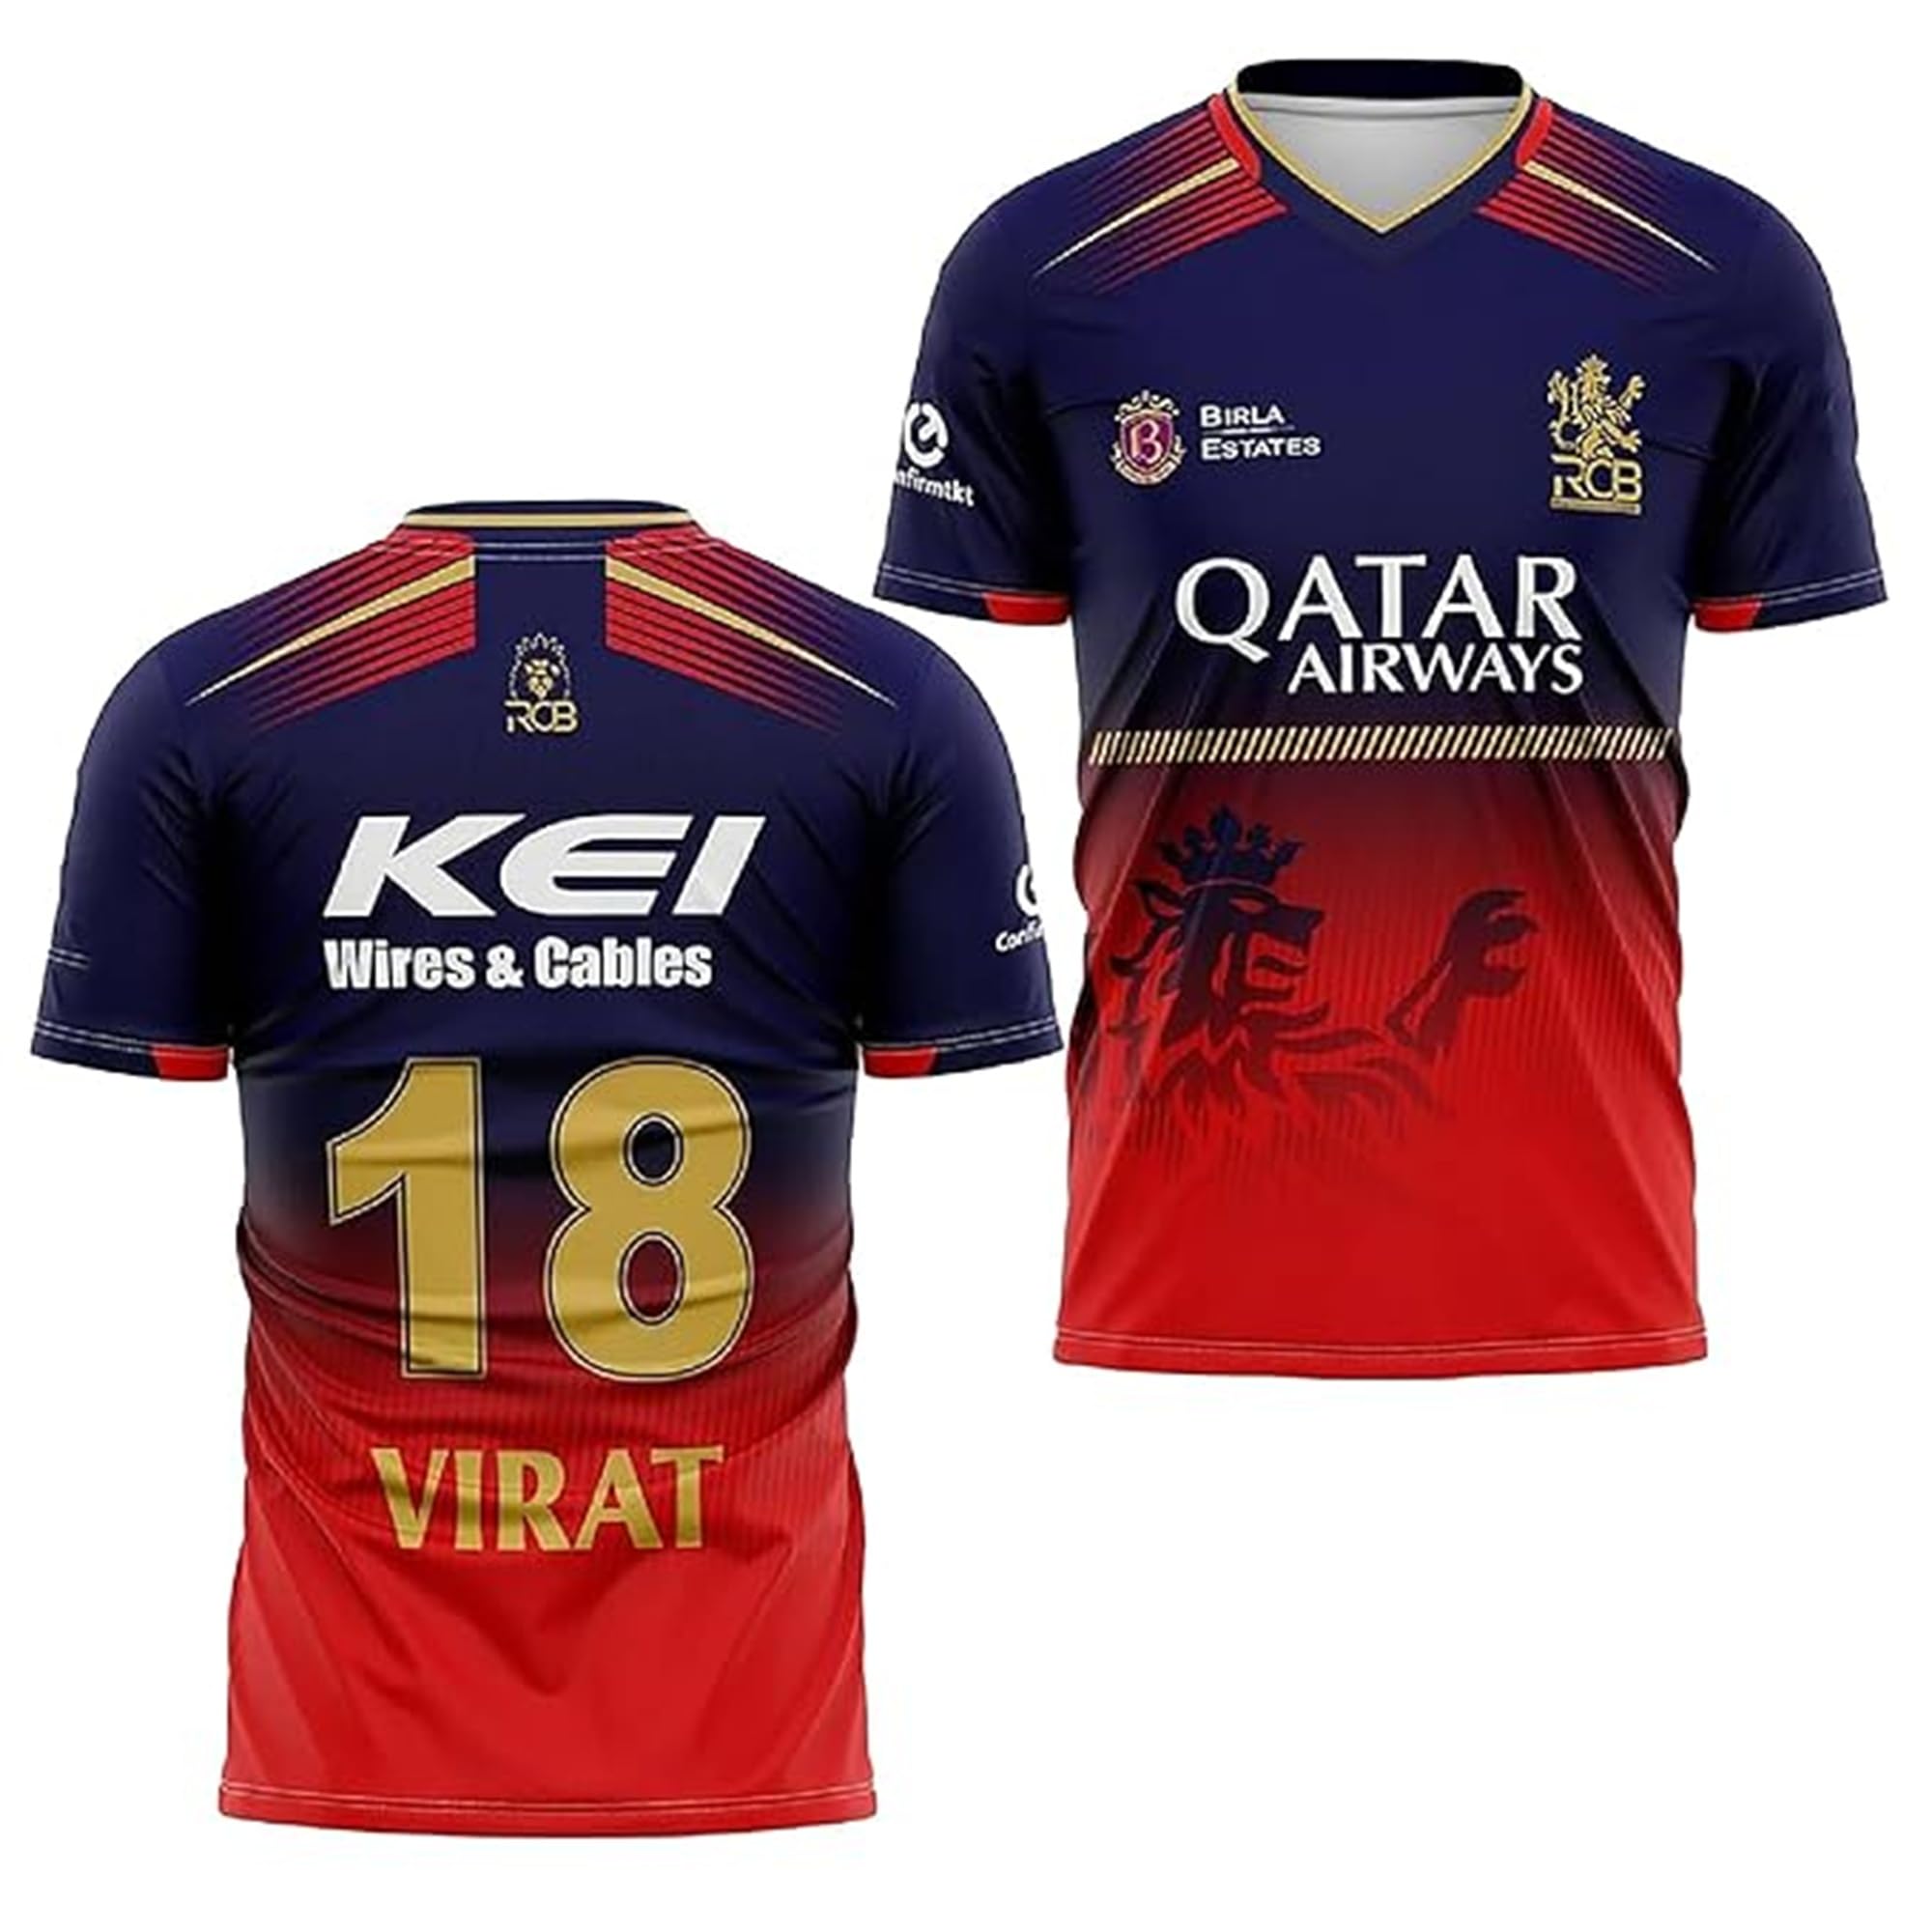 BIRLA
ESTATES
RCB
QATAR
AIRWAYS
RCB
KEI
Wires & Cables
18
VIRAT